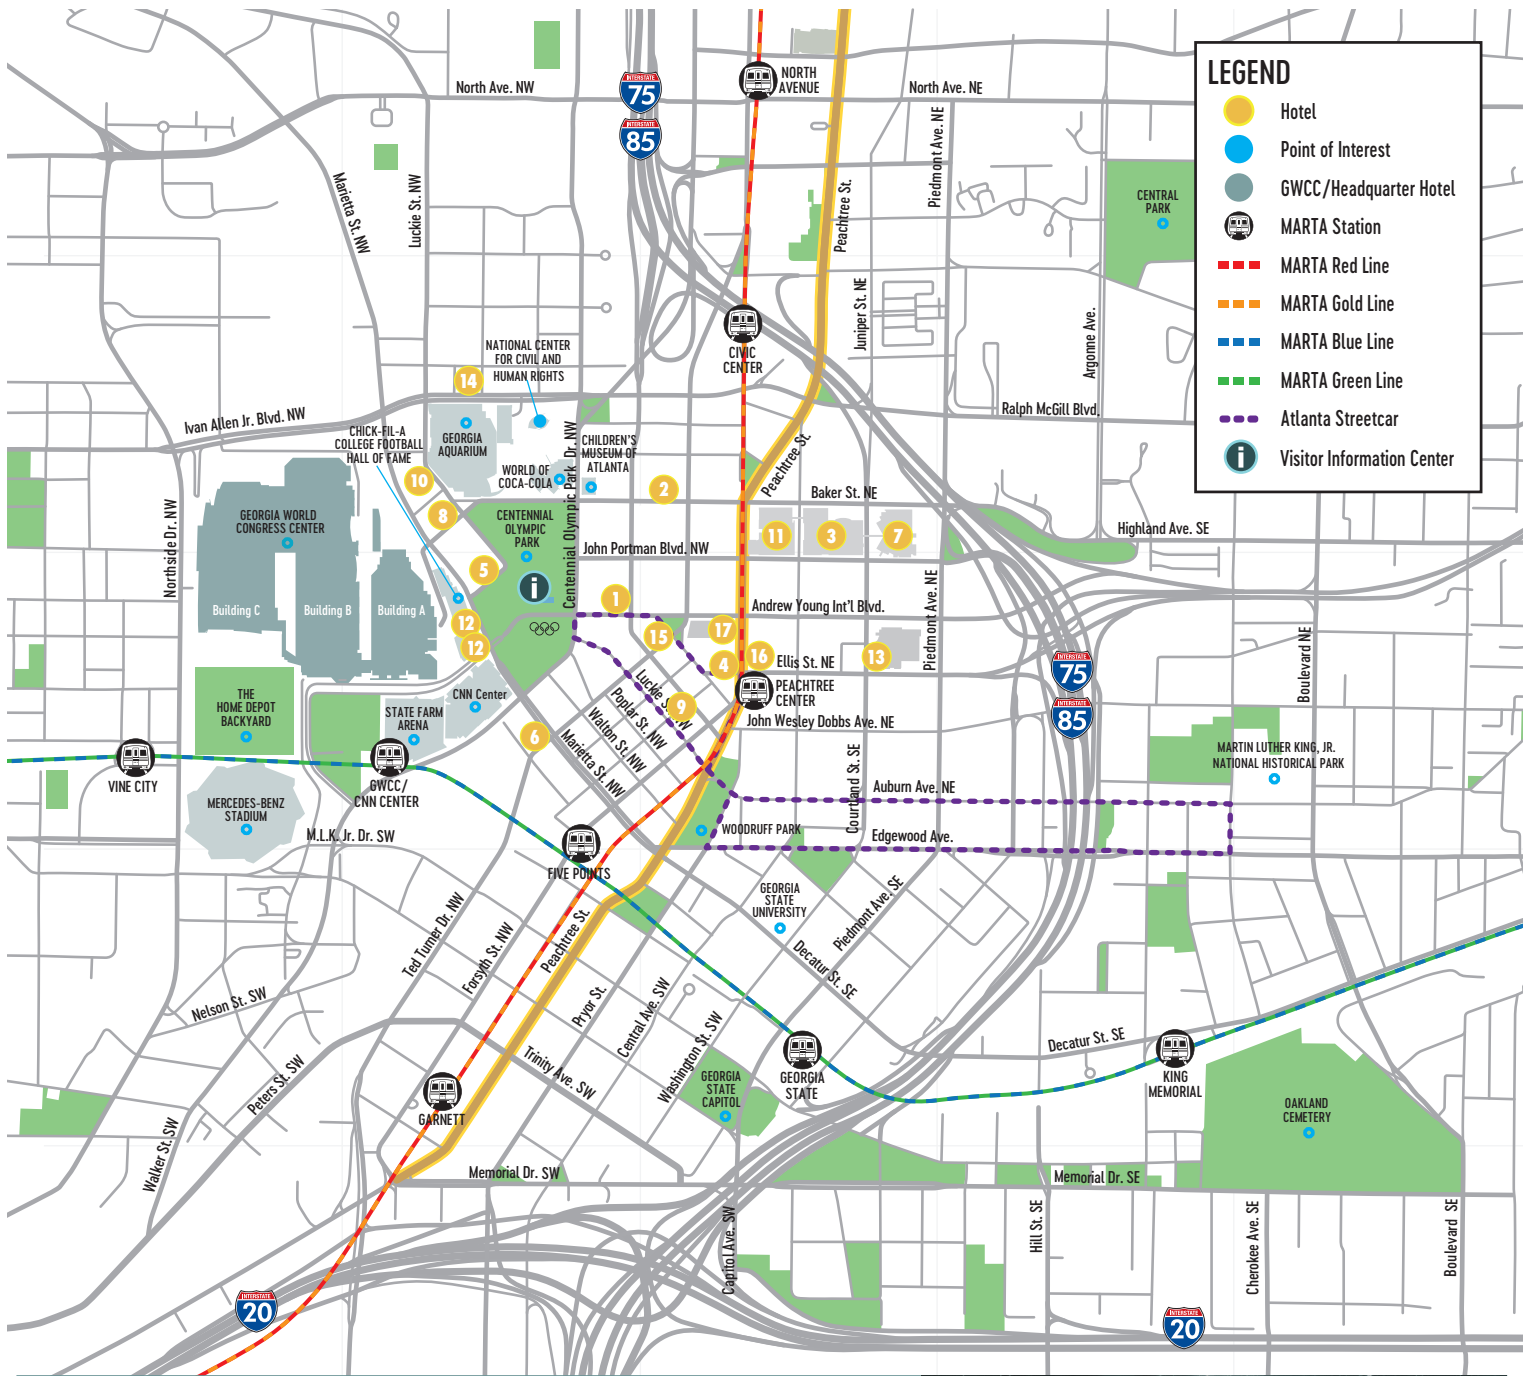 LEGEND
Hotel
Point of Interest
GWCC/Headquarter Hotel
MARTA Station
MARTA Red Line
MARTA Gold Line
MARTA Blue Line
MARTA Green Line
Atlanta Streetcar
i
Visitor Information Center
INTERSTATE
75
INTERSTATE
85
NORTH
AVENUE
North Ave. NW
North Ave. NE
Marietta St. NW
Luckie St. NW
Peachtree St.
Piedmont Ave. NE
CENTRAL
PARK
Juniper St. NE
Argonne Ave.
CIVIC
CENTER
NATIONAL CENTER
FOR CIVIL AND
HUMAN RIGHTS
14
Ivan Allen Jr. Blvd. NW
Ralph McGill Blvd.
CHICK-FIL-A
COLLEGE FOOTBALL
HALL OF FAME
GEORGIA
AQUARIUM
WORLD OF
COCA-COLA
CHILDREN'S
MUSEUM OF
ATLANTA
Centennial Olympic Park Dr. NW
Peachtree St.
10
2
8
Baker St. NE
GEORGIA WORLD
CONGRESS CENTER
CENTENNIAL
OLYMPIC
PARK
11
3
7
Highland Ave. SE
John Portman Blvd. NW
Northside Dr. NW
5
i
Building C
Building B
Building A
1
Andrew Young Int'l Blvd.
Piedmont Ave. NE
12
12
15
17
4
16
Ellis St. NE
13
INTERSTATE
75
INTERSTATE
85
Boulevard NE
PEACHTREE
CENTER
John Wesley Dobbs Ave. NE
THE
HOME DEPOT
BACKYARD
CNN Center
STATE FARM
ARENA
Luckie St. NW
9
Poplar St. NW
Walton St. NW
Marietta St. NW
6
VINE CITY
GWCC/
CNN CENTER
MERCEDES-BENZ
STADIUM
M.L.K. Jr. Dr. SW
MARTIN LUTHER KING, JR.
NATIONAL HISTORICAL PARK
Courtland St. SE
Auburn Ave. NE
WOODRUFF PARK
Edgewood Ave.
FIVE POINTS
GEORGIA
STATE
UNIVERSITY
Piedmont Ave. SE
Decatur St. SE
Ted Turner Dr. NW
Forsyth St. NW
Peachtree St.
Pryor St.
Central Ave. SW
Washington St. SW
Trinity Ave. SW
Nelson St. SW
Peters St. SW
Walker St. SW
GARNETT
GEORGIA
STATE
CAPITOL
GEORGIA
STATE
Decatur St. SE
KING
MEMORIAL
OAKLAND
CEMETERY
Memorial Dr. SW
Memorial Dr. SE
Capitol Ave. SW
Hill St. SE
Cherokee Ave. SE
Boulevard SE
INTERSTATE
20
INTERSTATE
20